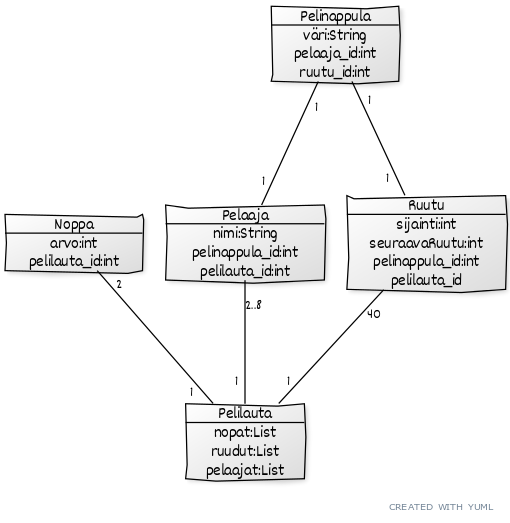 Pelinappula
väri:String
pelaaja_id:int
ruutu_id:int
1
1
1
1
Noppa
arvo:int
pelilauta_id:int
Pelaaja
nimi:String
pelinappula_id:int
pelilauta_id:int
Ruutu
sijainti:int
seuraavaRuutu:int
pelinappula_id:int
pelilauta_id
2
2..8
40
1
1
1
Pelilauta
nopat:List
ruudut:List
pelaajat:List
CREATED WITH YUML